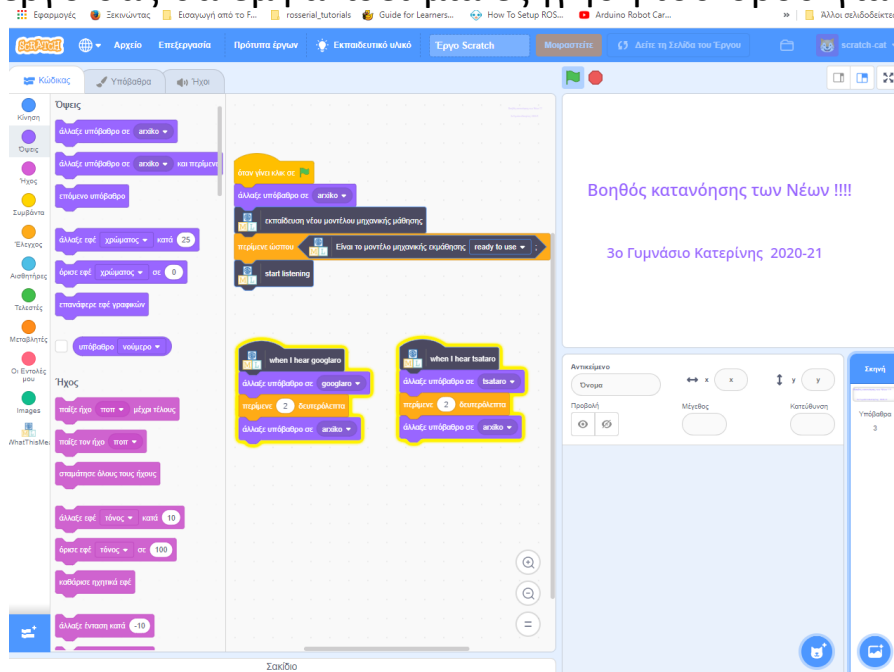 Εφαρμογές Ξεκινώντας Εισαγωγή από το F... rosserial_tutorials Guide for Learners... How To Setup ROS... Arduino Robot Car... » Άλλοι σελιδοδείκτες
SCRATCH Αρχείο Επεξεργασία Πρότυπα έργων Εκπαιδευτικό υλικό Έργο Scratch Μοιραστείτε Δείτε τη Σελίδα του Έργου scratch-cat
Κώδικας Υπόβαθρα Ήχοι
Κίνηση
Όψεις
Ήχος
Συμβάντα
Έλεγχος
Αισθητήρες
Τελεστές
Μεταβλητές
Οι Εντολές μου
Images
WhatThisMe
Όψεις
άλλαξε υπόβαθρο σε arxiko
άλλαξε υπόβαθρο σε arxiko και περίμενε
επόμενο υπόβαθρο
άλλαξε εφέ χρώματος κατά 25
όρισε εφέ χρώματος σε 0
επανάφερε εφέ γραφικών
υπόβαθρο νούμερο
Ήχος
παίξε ήχο ποπ μέχρι τέλους
παίξε τον ήχο ποπ
σταμάτησε όλους τους ήχους
άλλαξε εφέ τόνος κατά 10
όρισε εφέ τόνος σε 100
καθάρισε ηχητικά εφέ
άλλαξε ένταση κατά -10
όταν γίνει κλικ σε
άλλαξε υπόβαθρο σε arxiko
ML εκπαίδευση νέου μοντέλου μηχανικής μάθησης
περίμενε ώσπου ML Είναι το μοντέλο μηχανικής εκμάθησης ready to use ;
ML start listening
ML when I hear googlaro
άλλαξε υπόβαθρο σε googlaro
περίμενε 2 δευτερόλεπτα
άλλαξε υπόβαθρο σε arxiko
ML when I hear tsataro
άλλαξε υπόβαθρο σε tsataro
περίμενε 2 δευτερόλεπτα
άλλαξε υπόβαθρο σε arxiko
Σακίδιο
Βοηθός κατανόησης των Νέων !!!!
3ο Γυμνάσιο Κατερίνης 2020-21
Αντικείμενο
Όνομα x x y y
Προβολή Μέγεθος Κατεύθυνση
Σκηνή
Υπόβαθρα
3